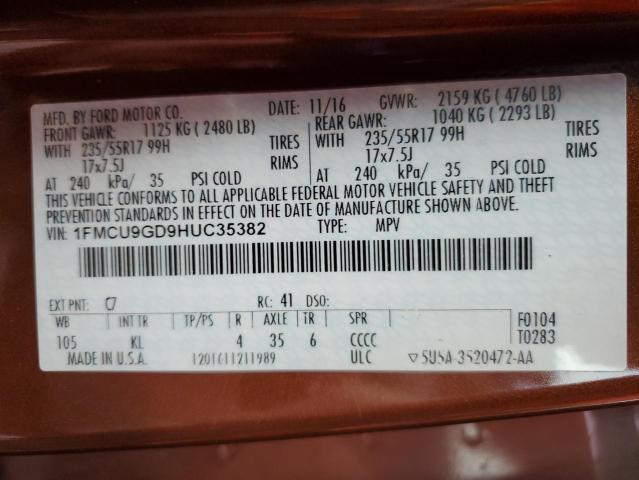 MFD. BY FORD MOTOR CO.
DATE: 11/16 GVWR: 2159 KG ( 4760 LB)
FRONT GAWR: 1125 KG ( 2480 LB) REAR GAWR: 1040 KG ( 2293 LB)
WITH 235/55R17 99H TIRES WITH 235/55R17 99H TIRES
17x7.5J RIMS 17x7.5J RIMS
AT 240 kPa/ 35 PSI COLD AT 240 kPa/ 35 PSI COLD
THIS VEHICLE CONFORMS TO ALL APPLICABLE FEDERAL MOTOR VEHICLE SAFETY AND THEFT
PREVENTION STANDARDS IN EFFECT ON THE DATE OF MANUFACTURE SHOWN ABOVE.
VIN: 1FMCU9GD9HUC35382 TYPE: MPV
EXT PNT: C7 RC: 41 DSO:
WB INT TR TP/PS R AXLE TR SPR F0104
105 KL 4 35 6 CCCC T0283
MADE IN U.S.A. 1201611211989 ULC ▽5U5A-3520472-AA